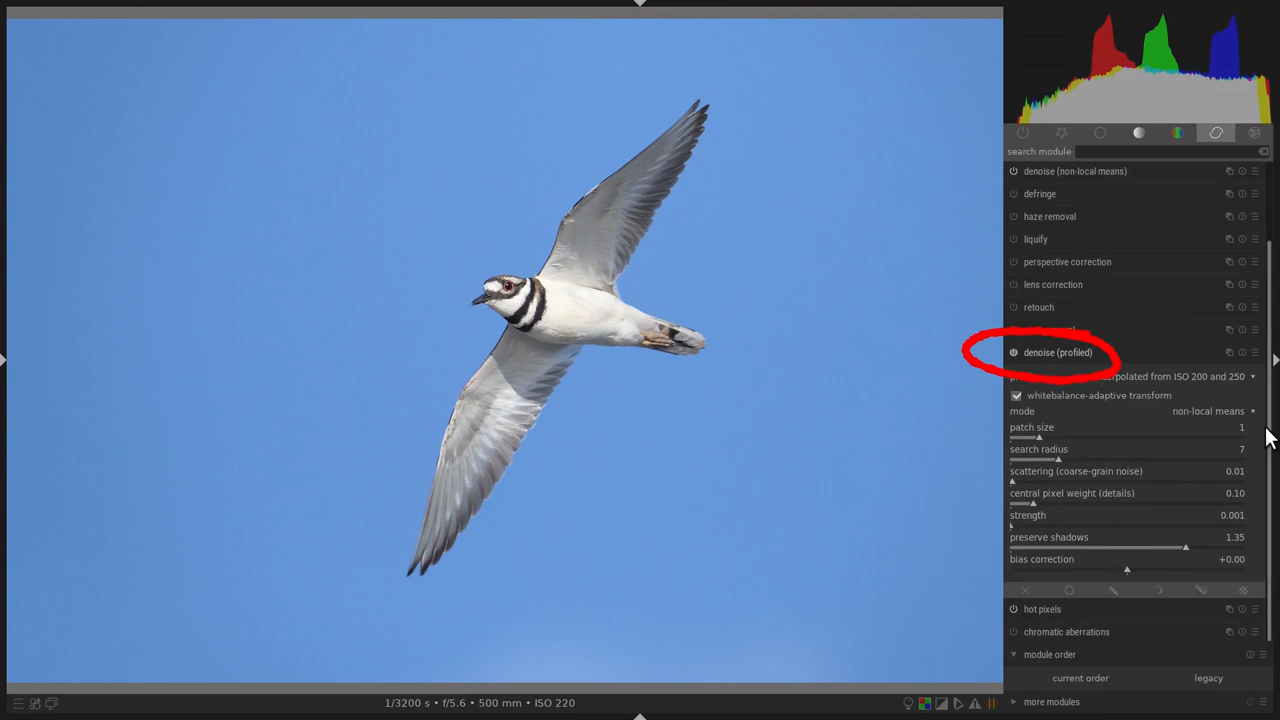 search module
denoise (non-local means)
defringe
haze removal
liquify
perspective correction
lens correction
retouch
denoise (profiled)
interpolated from ISO 200 and 250
whitebalance-adaptive transform
mode non-local means
patch size 1
search radius 7
scattering (coarse-grain noise) 0.01
central pixel weight (details) 0.10
strength 0.001
preserve shadows 1.35
bias correction +0.00
hot pixels
chromatic aberrations
module order
current order legacy
more modules
1/3200 s • f/5.6 • 500 mm • ISO 220